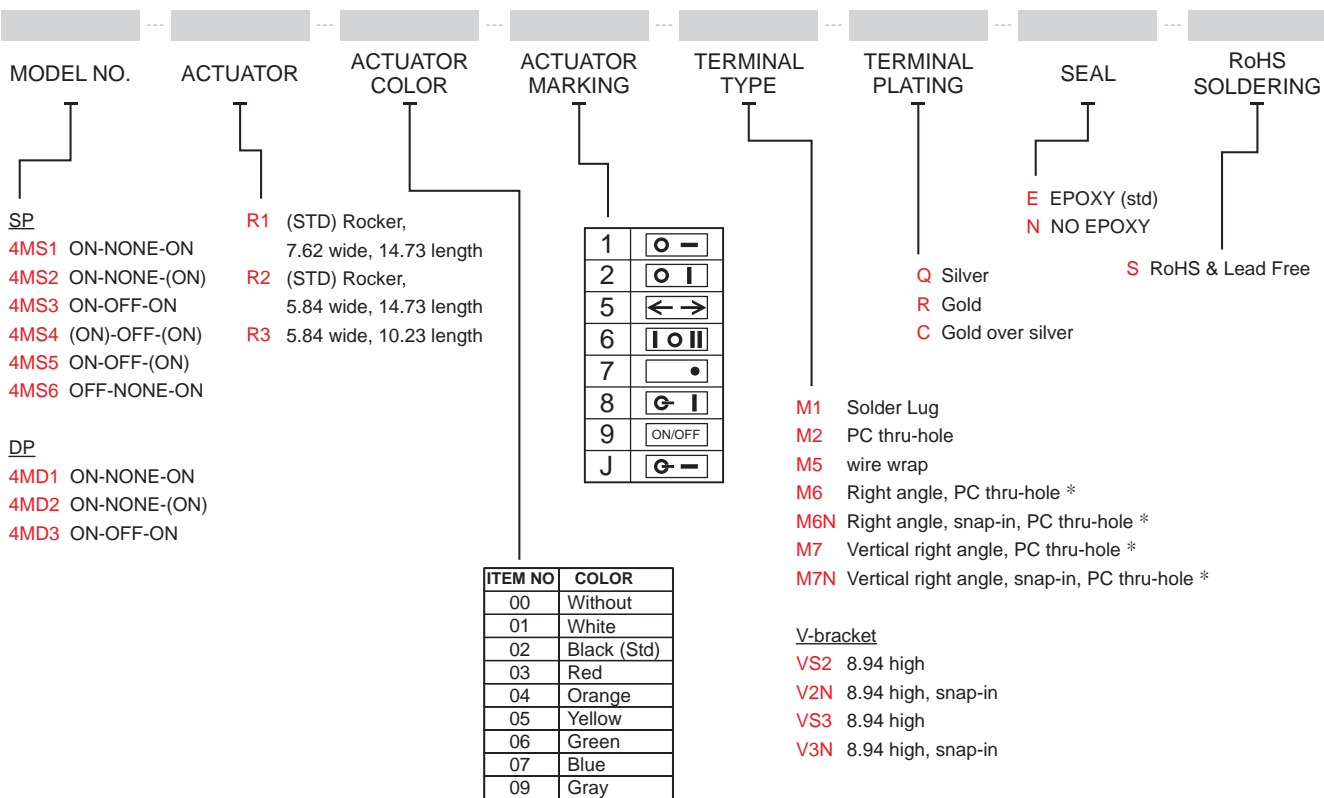 MODEL NO.
ACTUATOR
ACTUATOR
COLOR
ACTUATOR
MARKING
TERMINAL
TYPE
TERMINAL
PLATING
SEAL
RoHS
SOLDERING
SP
4MS1 ON-NONE-ON
4MS2 ON-NONE-(ON)
4MS3 ON-OFF-ON
4MS4 (ON)-OFF-(ON)
4MS5 ON-OFF-(ON)
4MS6 OFF-NONE-ON
DP
4MD1 ON-NONE-ON
4MD2 ON-NONE-(ON)
4MD3 ON-OFF-ON
R1 (STD) Rocker,
7.62 wide, 14.73 length
R2 (STD) Rocker,
5.84 wide, 14.73 length
R3 5.84 wide, 10.23 length
ITEM NO COLOR
00 Without
01 White
02 Black (Std)
03 Red
04 Orange
05 Yellow
06 Green
07 Blue
09 Gray
1 O –
2 O I
5 ← →
6 I O II
7 •
8 I
9 ON/OFF
J –
M1 Solder Lug
M2 PC thru-hole
M5 wire wrap
M6 Right angle, PC thru-hole *
M6N Right angle, snap-in, PC thru-hole *
M7 Vertical right angle, PC thru-hole *
M7N Vertical right angle, snap-in, PC thru-hole *
V-bracket
VS2 8.94 high
V2N 8.94 high, snap-in
VS3 8.94 high
V3N 8.94 high, snap-in
Q Silver
R Gold
C Gold over silver
E EPOXY (std)
N NO EPOXY
S RoHS & Lead Free